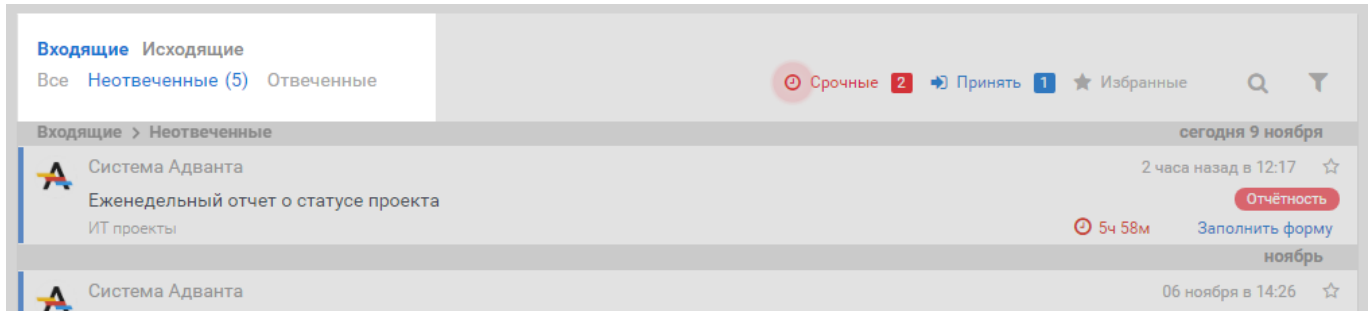 Входящие Исходящие
Все Неотвеченные (5) Отвеченные
Срочные 2 Принять 1 Избранные
Входящие > Неотвеченные сегодня 9 ноября
Система Адванта 2 часа назад в 12:17
Еженедельный отчет о статусе проекта Отчётность
ИТ проекты 5ч 58м Заполнить форму
ноябрь
Система Адванта 06 ноября в 14:26